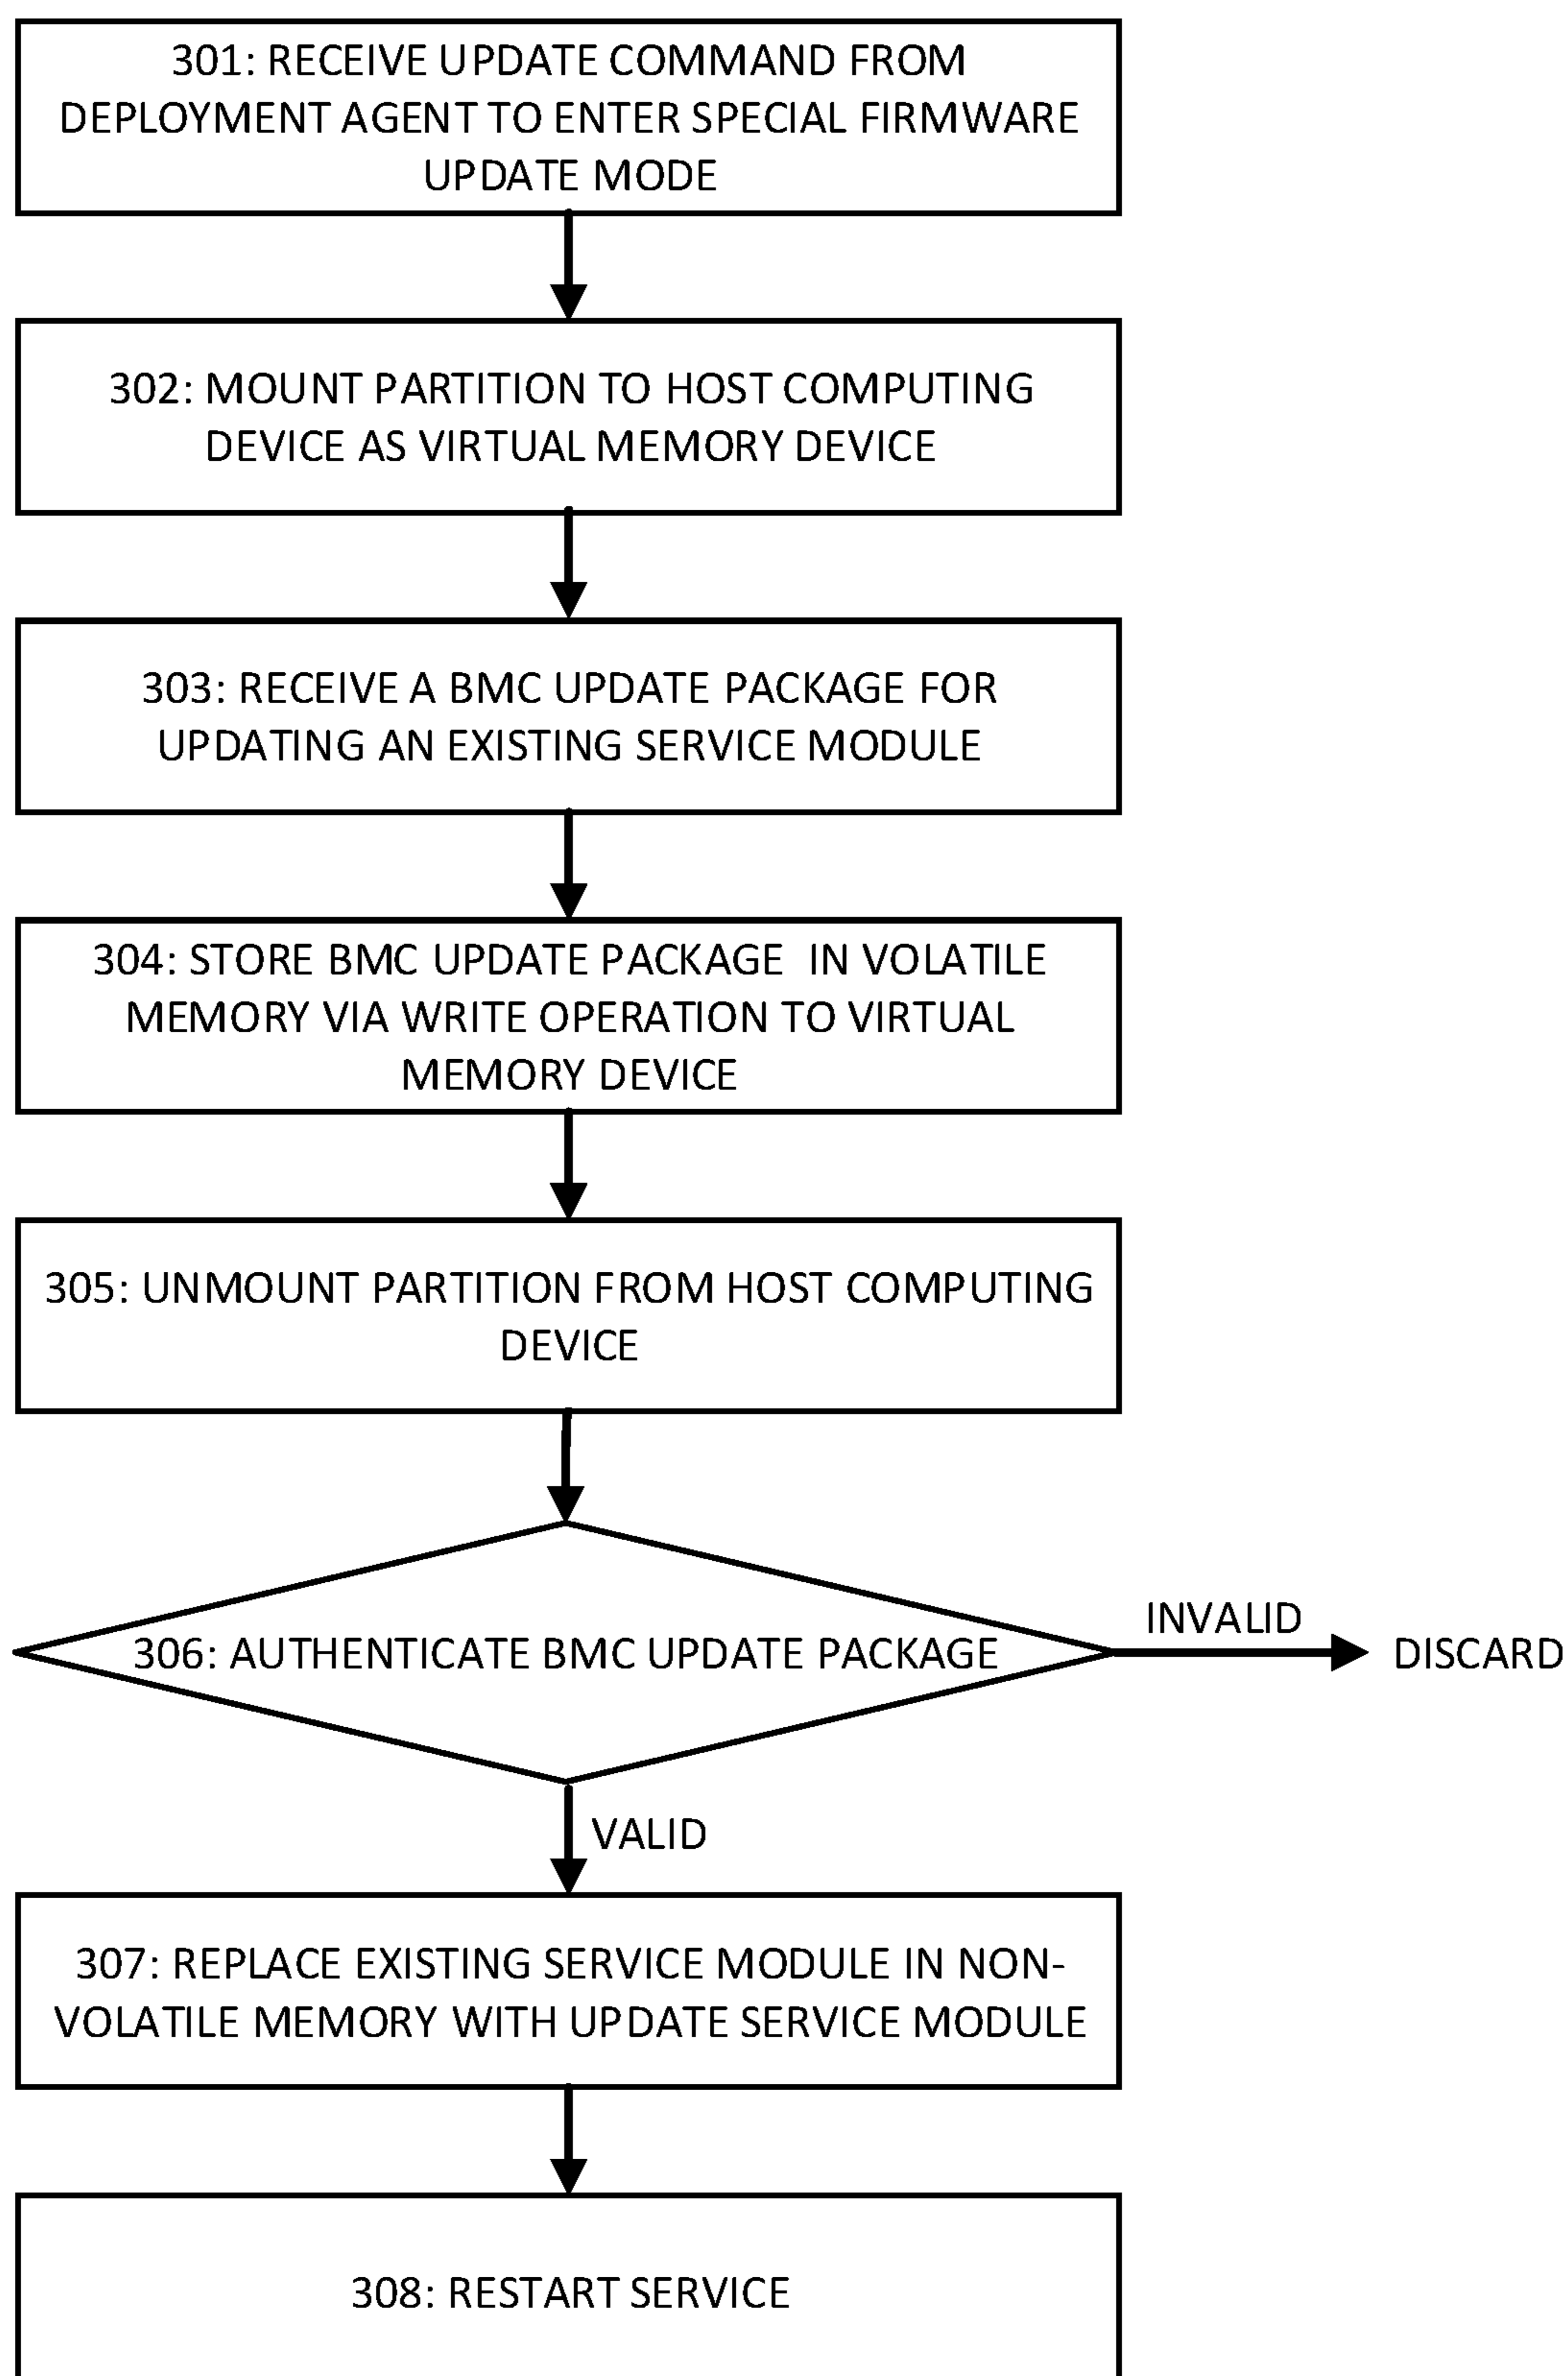 301: RECEIVE UPDATE COMMAND FROM
DEPLOYMENT AGENT TO ENTER SPECIAL FIRMWARE
UPDATE MODE
302: MOUNT PARTITION TO HOST COMPUTING
DEVICE AS VIRTUAL MEMORY DEVICE
303: RECEIVE A BMC UPDATE PACKAGE FOR
UPDATING AN EXISTING SERVICE MODULE
304: STORE BMC UPDATE PACKAGE IN VOLATILE
MEMORY VIA WRITE OPERATION TO VIRTUAL
MEMORY DEVICE
305: UNMOUNT PARTITION FROM HOST COMPUTING
DEVICE
306: AUTHENTICATE BMC UPDATE PACKAGE
INVALID
DISCARD
VALID
307: REPLACE EXISTING SERVICE MODULE IN NON-
VOLATILE MEMORY WITH UPDATE SERVICE MODULE
308: RESTART SERVICE